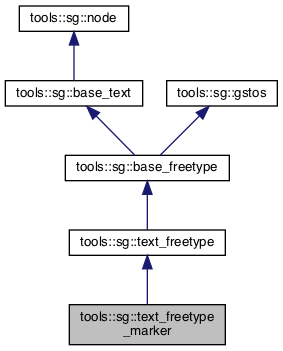 tools::sg::node
tools::sg::base_text
tools::sg::gstos
tools::sg::base_freetype
tools::sg::text_freetype
tools::sg::text_freetype
_marker